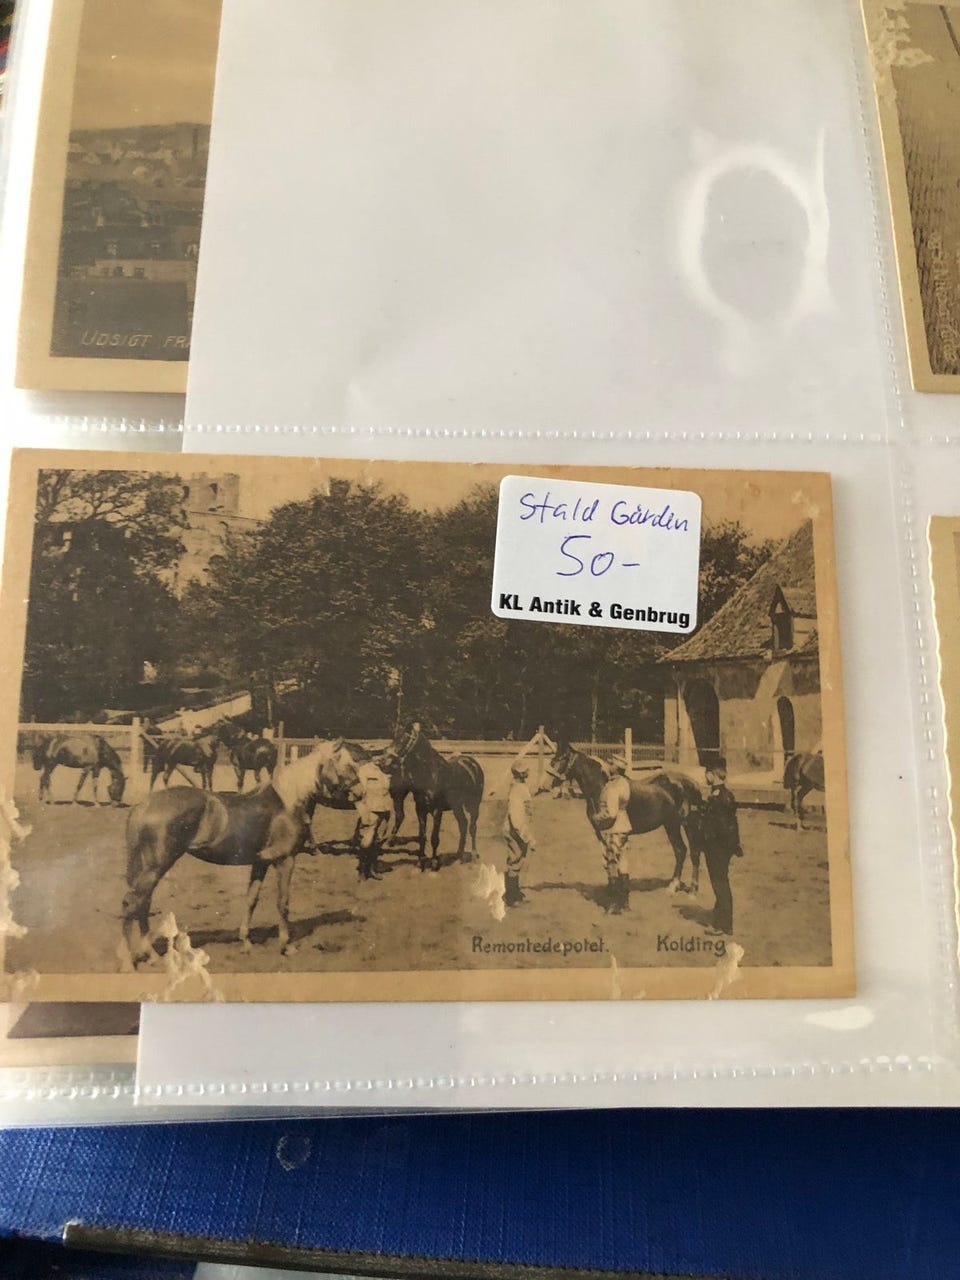 UDSIGT FRA
Stald Gården
50-
KL Antik & Genbrug
Remontedepotet. Kolding